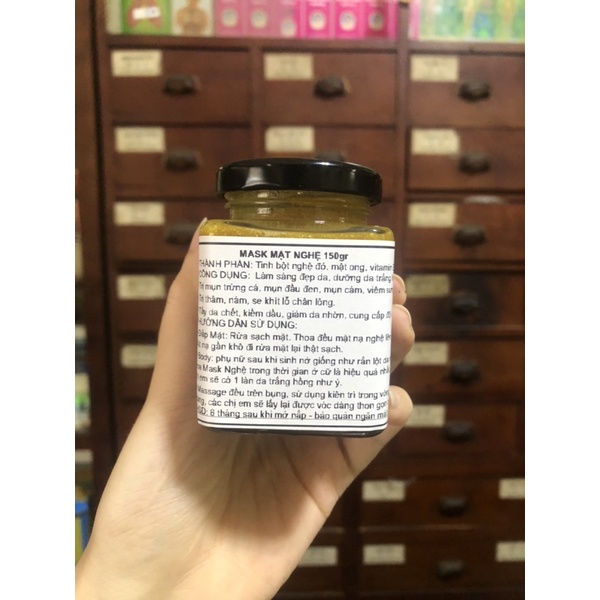 MASK MẬT NGHỆ 150gr
THÀNH PHẦN: Tinh bột nghệ đỏ, mật ong, vitamin
CÔNG DỤNG: Làm sáng đẹp da, dưỡng da trắng
Trị mụn trứng cá, mụn đầu đen, mụn cám, viêm
Trị thâm, nám, se khít lỗ chân lông.
Tẩy da chết, kiềm dầu, giảm da nhờn, cung cấp
HƯỚNG DẪN SỬ DỤNG:
Đắp Mặt: Rửa sạch mặt. Thoa đều mặt nạ nghệ lên
nạ gần khô đi rửa mặt lại thật sạch.
Body: phụ nữ sau khi sinh nở giống như rắn lột
Mask Nghệ trong thời gian ở cữ là hiệu quả
em sẽ có 1 làn da trắng hồng như ý.
Massage đều trên bụng, sử dụng kiên trì trong
các chị em sẽ lấy lại được vóc dáng thon gọn
8 tháng sau khi mở nắp - bảo quản ngăn